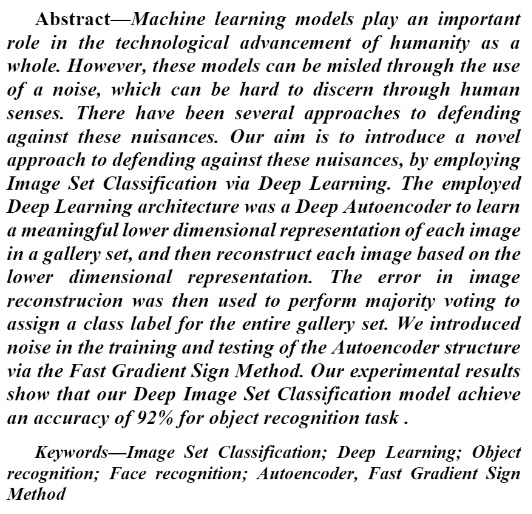 Abstract—Machine learning models play an important
role in the technological advancement of humanity as a
whole. However, these models can be misled through the use
of a noise, which can be hard to discern through human
senses. There have been several approaches to defending
against these nuisances. Our aim is to introduce a novel
approach to defending against these nuisances, by employing
Image Set Classification via Deep Learning. The employed
Deep Learning architecture was a Deep Autoencoder to learn
a meaningful lower dimensional representation of each image
in a gallery set, and then reconstruct each image based on the
lower dimensional representation. The error in image
reconstrucion was then used to perform majority voting to
assign a class label for the entire gallery set. We introduced
noise in the training and testing of the Autoencoder structure
via the Fast Gradient Sign Method. Our experimental results
show that our Deep Image Set Classification model achieve
an accuracy of 92% for object recognition task .
Keywords—Image Set Classification; Deep Learning; Object
recognition; Face recognition; Autoencoder, Fast Gradient Sign
Method